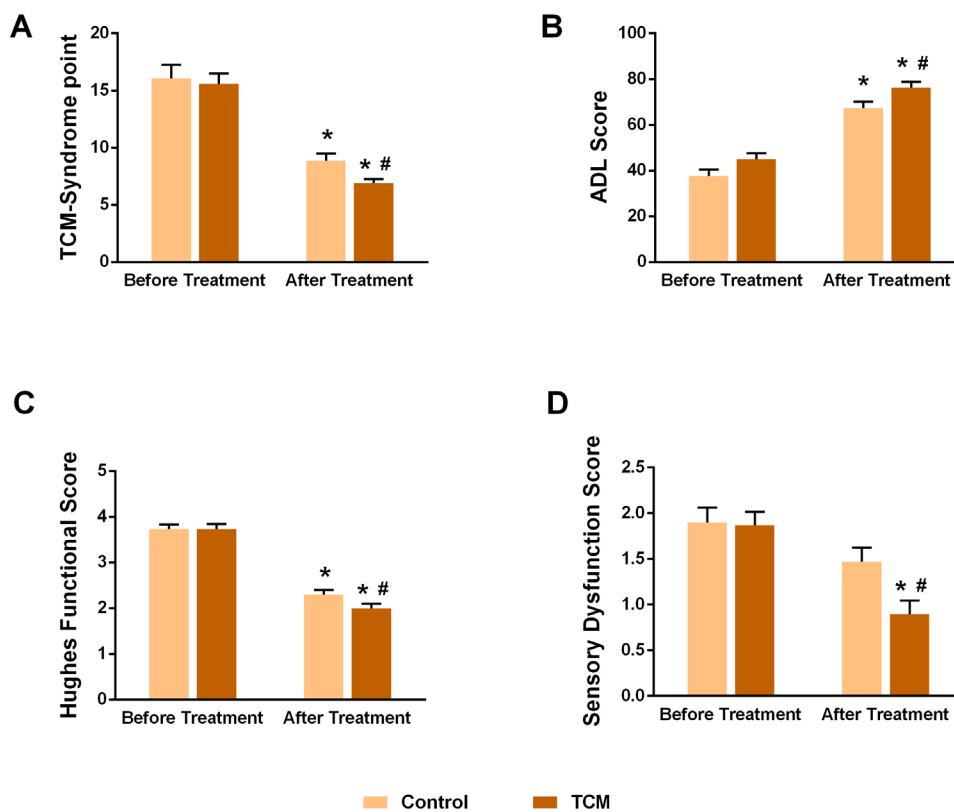 A
TCM-Syndrome point
20
15
10
5
0
*
* #
Before Treatment After Treatment
B
ADL Score
100
80
60
40
20
0
*
* #
Before Treatment After Treatment
C
Hughes Functional Score
5
4
3
2
1
0
*
* #
Before Treatment After Treatment
D
Sensory Dysfunction Score
2.5
2.0
1.5
1.0
0.5
0.0
* #
Before Treatment After Treatment
Control TCM